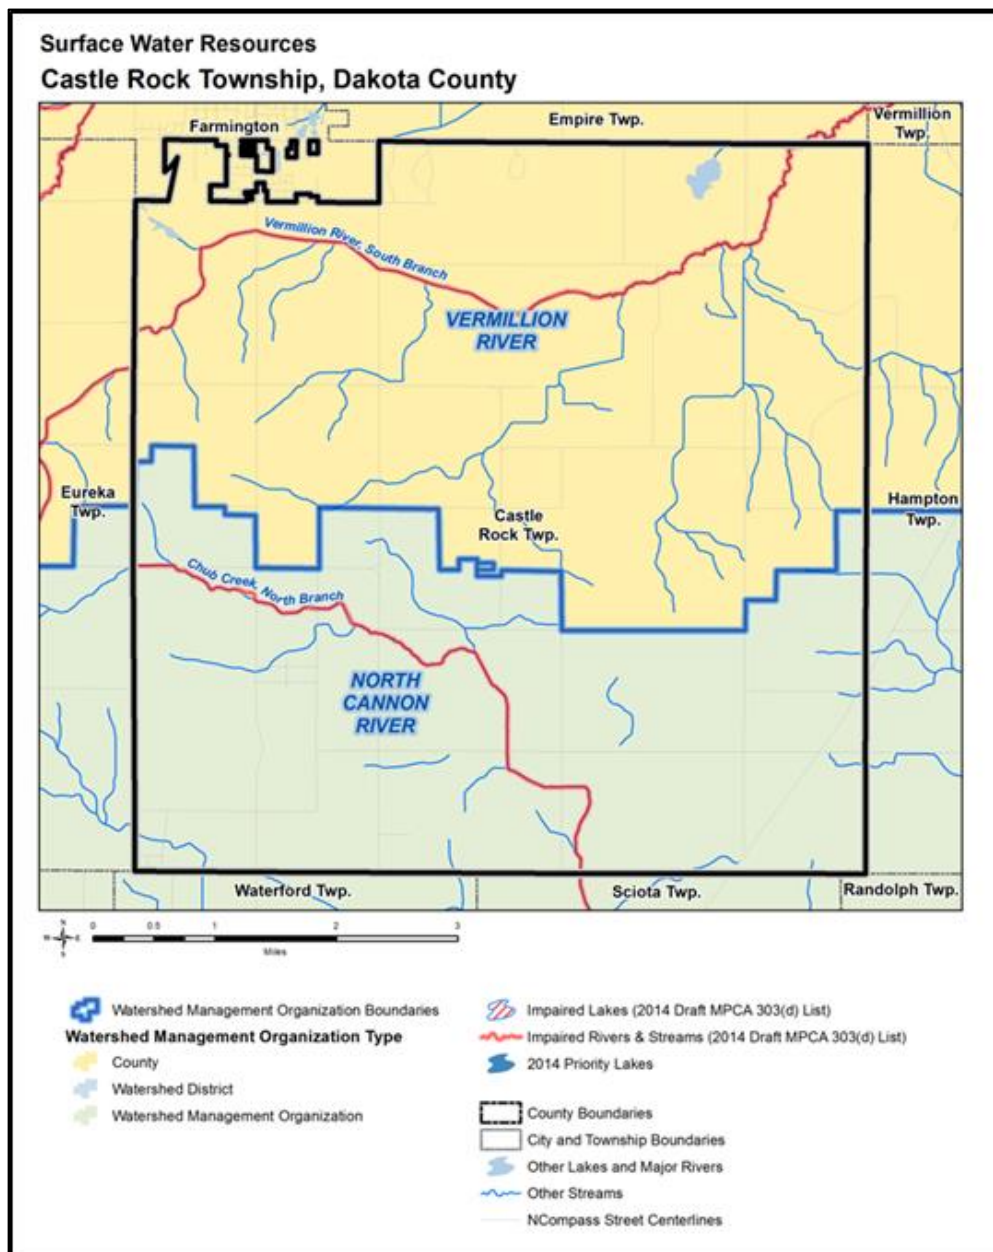 Surface Water Resources
Castle Rock Township, Dakota County
Farmington
Empire Twp.
Vermillion
Twp.
Vermillion River, South Branch
VERMILLION
RIVER
Eureka
Twp.
Castle
Rock Twp.
Hampton
Twp.
Chub Creek, North Branch
NORTH
CANNON
RIVER
Waterford Twp.
Sciota Twp.
Randolph Twp.
N
W E
S
0 0.5 1 2 3
Miles
Watershed Management Organization Boundaries
Watershed Management Organization Type
County
Watershed District
Watershed Management Organization
Impaired Lakes (2014 Draft MPCA 303(d) List)
Impaired Rivers & Streams (2014 Draft MPCA 303(d) List)
2014 Priority Lakes
County Boundaries
City and Township Boundaries
Other Lakes and Major Rivers
Other Streams
NCompass Street Centerlines